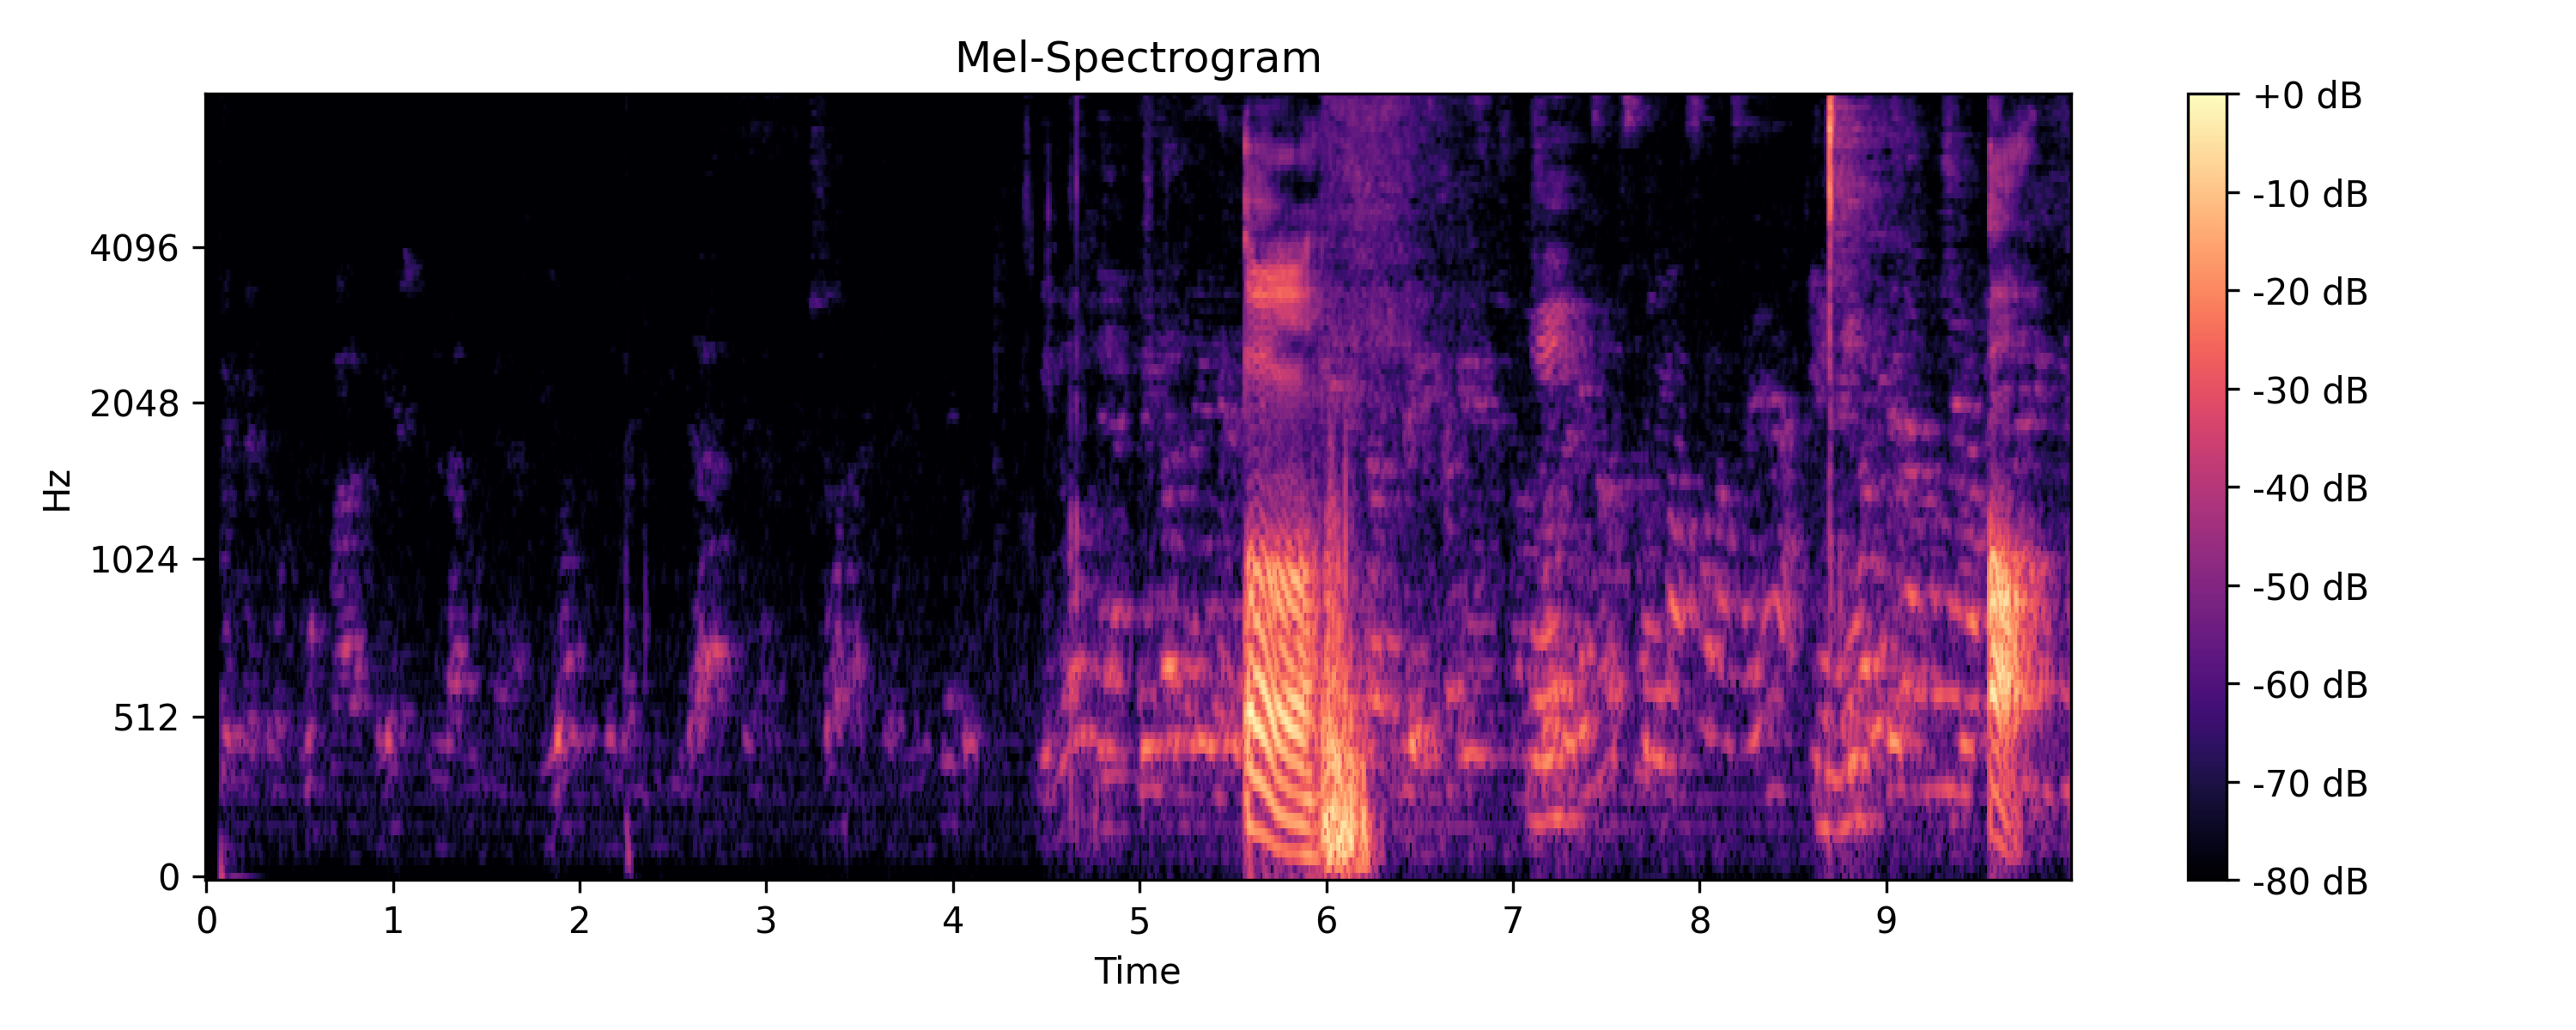 Mel-Spectrogram
+0 dB
-10 dB
-20 dB
-30 dB
-40 dB
-50 dB
-60 dB
-70 dB
-80 dB
Hz
4096
2048
1024
512
0
0 1 2 3 4 5 6 7 8 9
Time